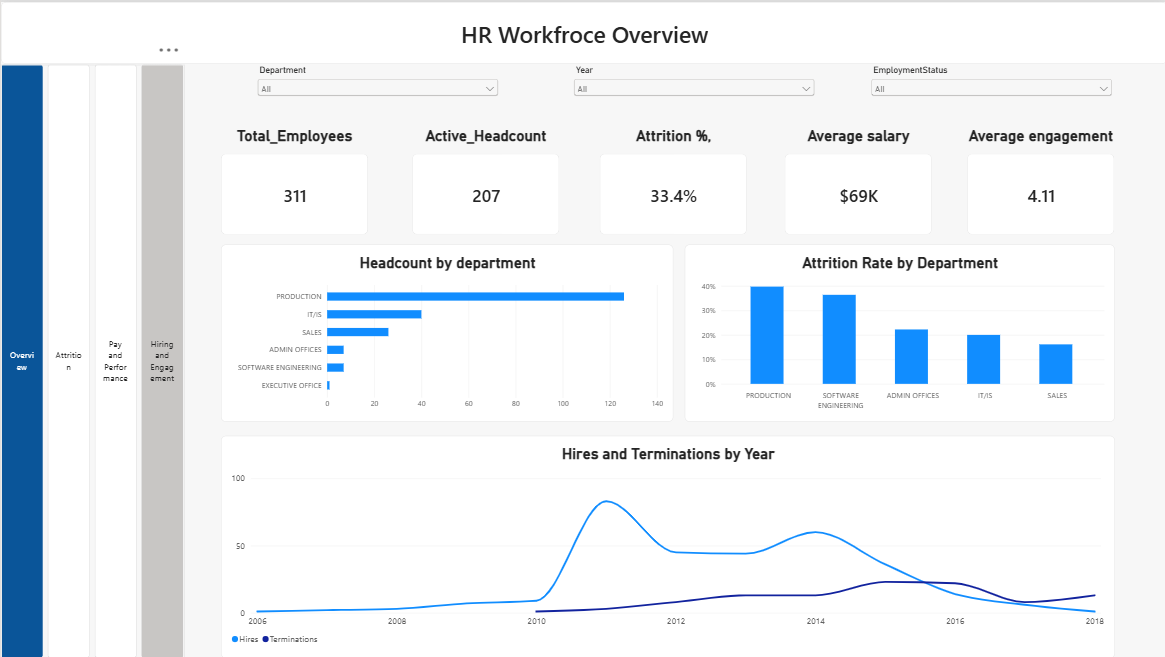 HR Workfroce Overview
Department
Year
EmploymentStatus
All
All
All
Total_Employees
Active_Headcount
Attrition %,
Average salary
Average engagement
311
207
33.4%
$69K
4.11
Overvi
ew
Attritio
n
Pay
and
Perfor
mance
Hiring
and
Engag
ement
Headcount by department
PRODUCTION
IT/IS
SALES
ADMIN OFFICES
SOFTWARE ENGINEERING
EXECUTIVE OFFICE
0 20 40 60 80 100 120 140
Attrition Rate by Department
40%
30%
20%
10%
0%
PRODUCTION
SOFTWARE
ENGINEERING
ADMIN OFFICES
IT/IS
SALES
Hires and Terminations by Year
100
50
0
2006 2008 2010 2012 2014 2016 2018
Hires Terminations